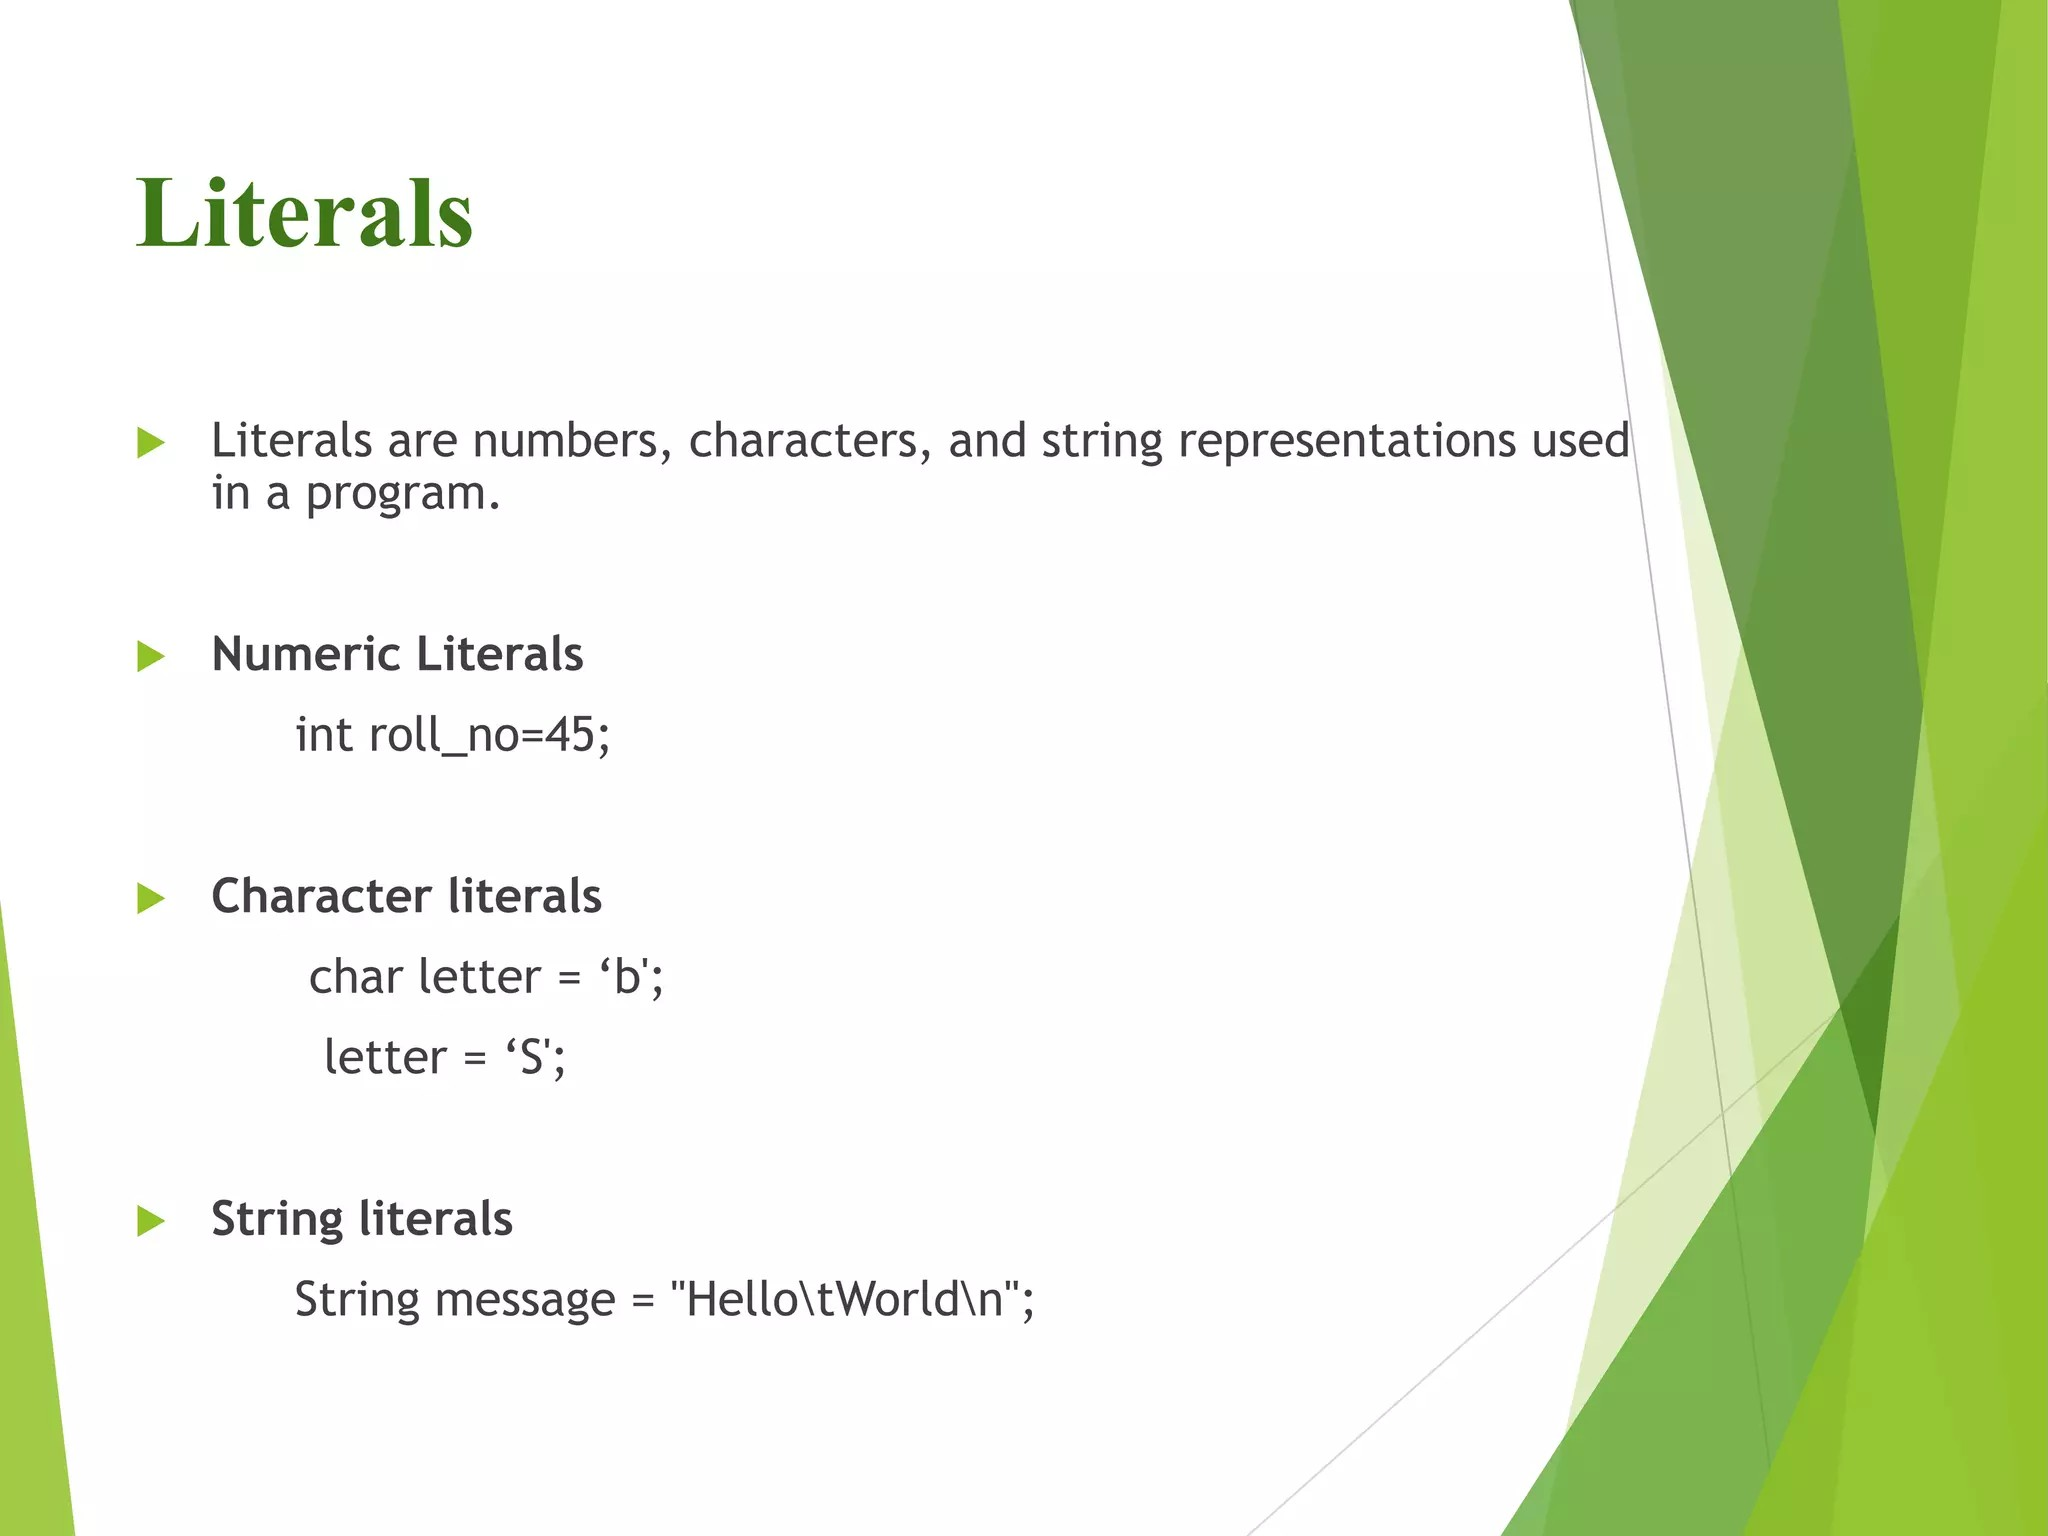 Literals
Literals are numbers, characters, and string representations used
in a program.
Numeric Literals
int roll_no=45;
Character literals
char letter = ‘b';
letter = ‘S';
String literals
String message = "Hello\tWorld\n";